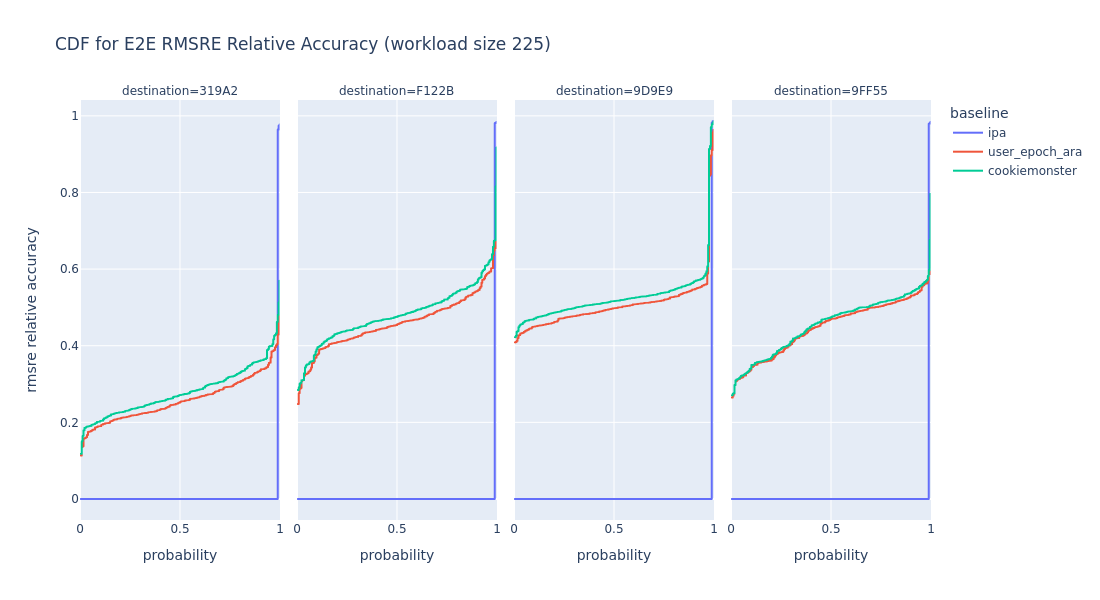 CDF for E2E RMSRE Relative Accuracy (workload size 225)
destination=319A2
destination=F122B
destination=9D9E9
destination=9FF55
baseline
ipa
user_epoch_ara
cookiemonster
rmsre relative accuracy
1
0.8
0.6
0.4
0.2
0
0 0.5 1
0 0.5 1
0 0.5 1
0 0.5 1
probability
probability
probability
probability